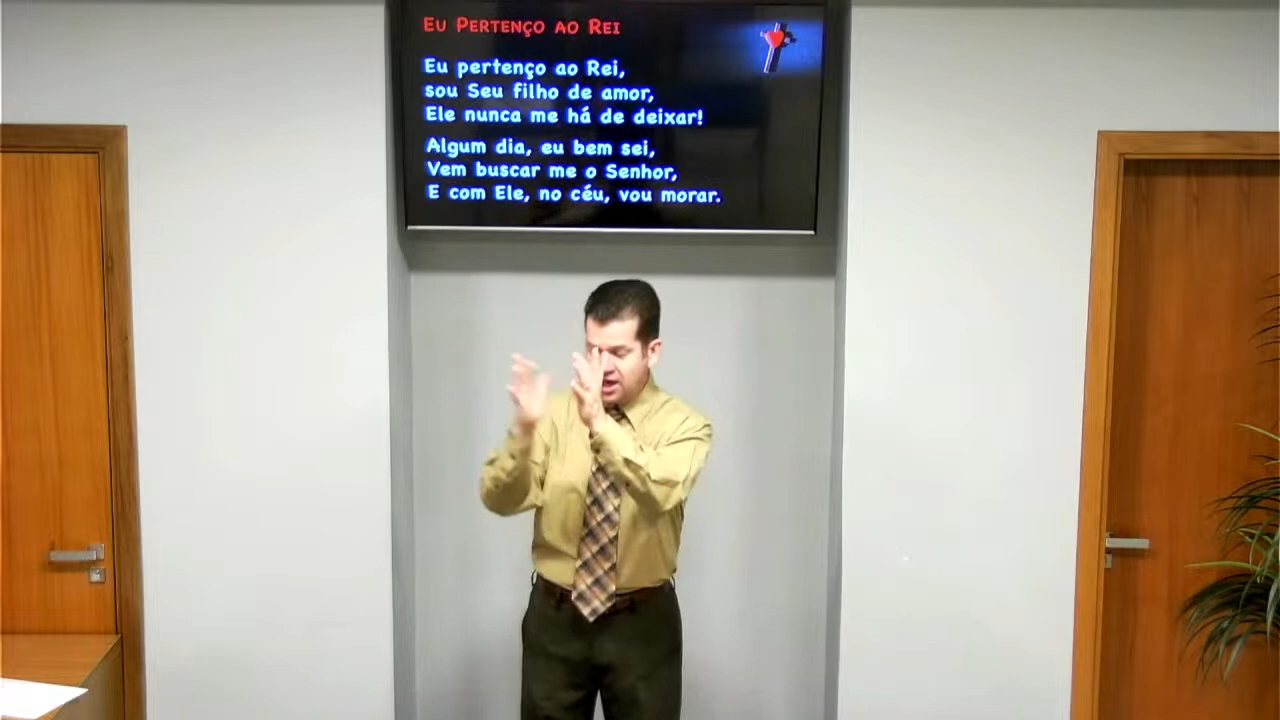 Eu Pertenço ao Rei
Eu pertenço ao Rei,
sou Seu filho de amor,
Ele nunca me há de deixar!
Algum dia, eu bem sei,
Vem buscar me o Senhor,
E com Ele, no céu, vou morar.